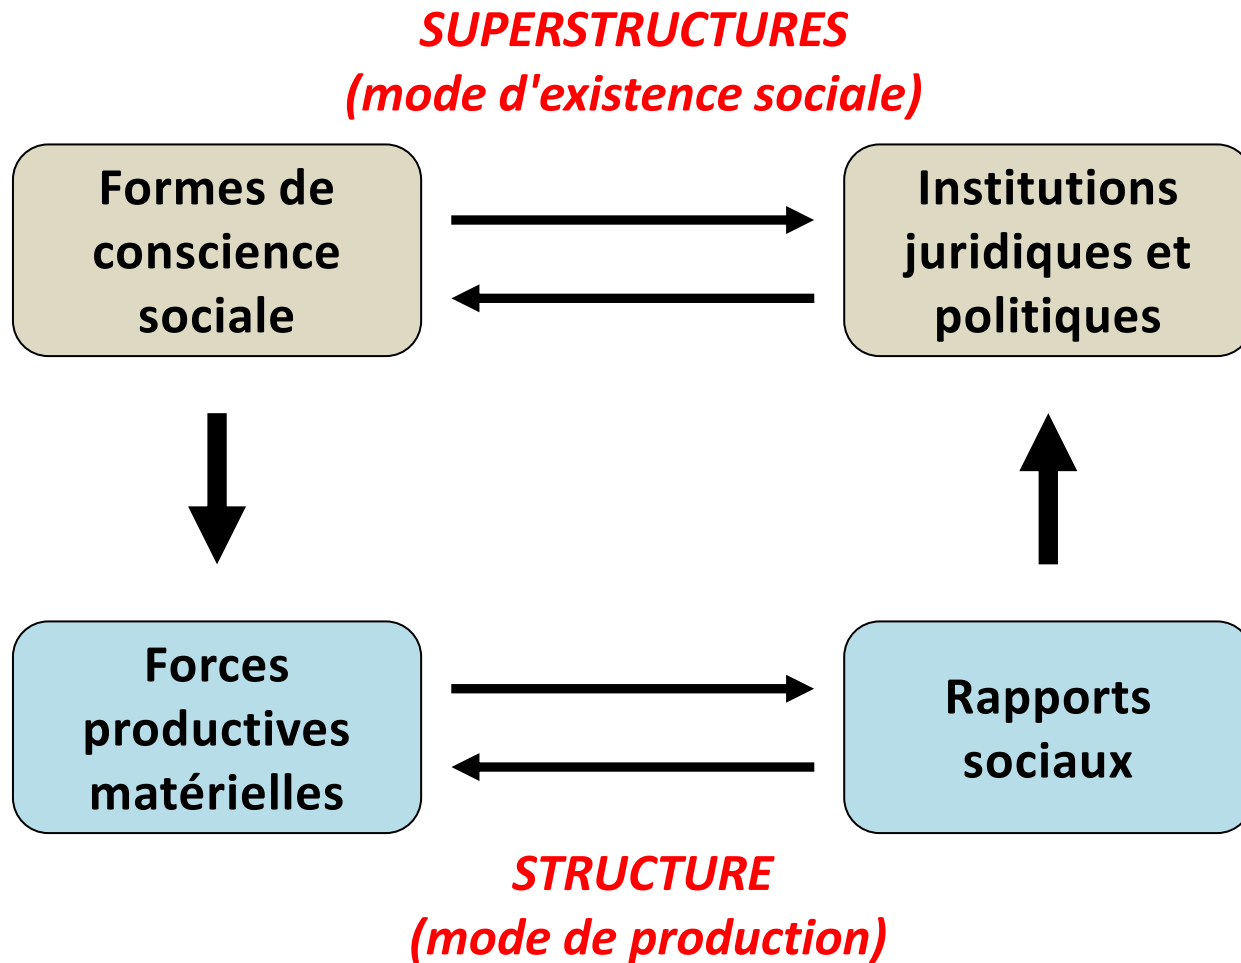 SUPERSTRUCTURES
(mode d'existence sociale)
Formes de
conscience
sociale
Institutions
juridiques et
politiques
Forces
productives
matérielles
Rapports
sociaux
STRUCTURE
(mode de production)